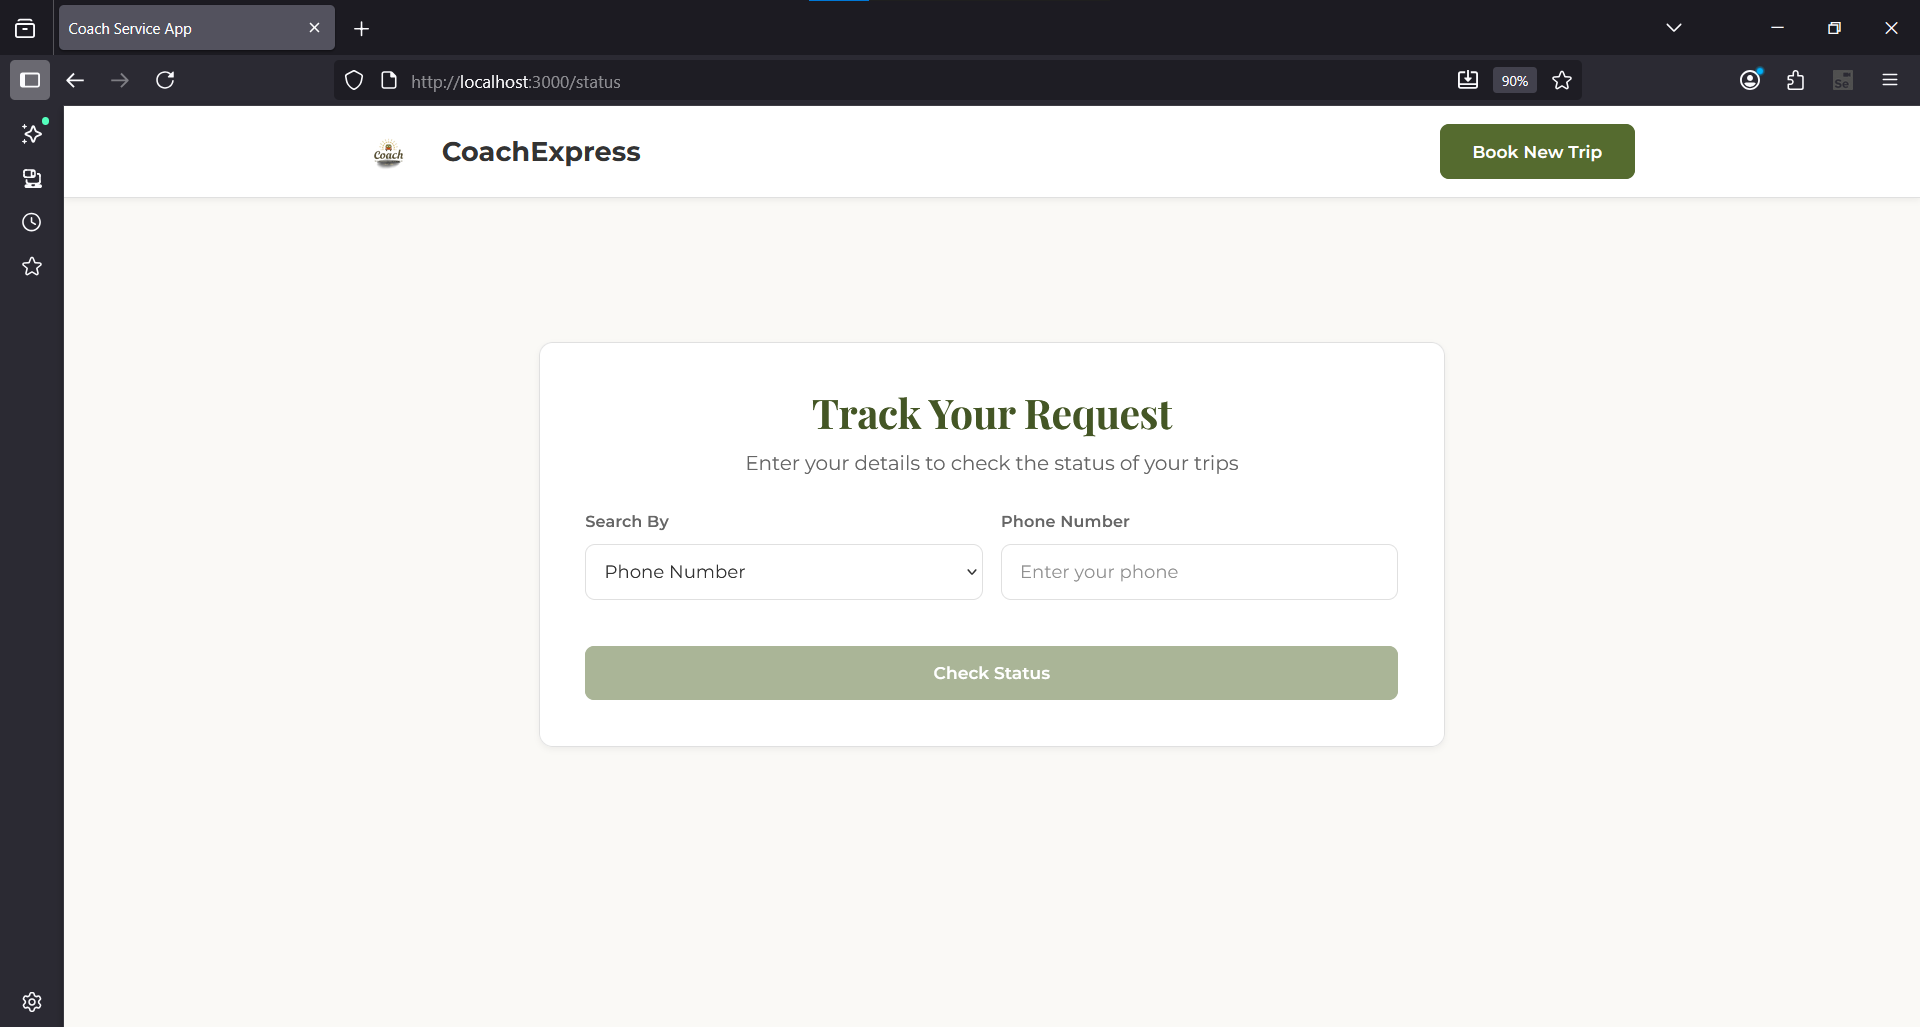 Coach Service App
http://localhost:3000/status
90%
Se
Coach
CoachExpress
Book New Trip
Track Your Request
Enter your details to check the status of your trips
Search By
Phone Number
Phone Number
Enter your phone
Check Status